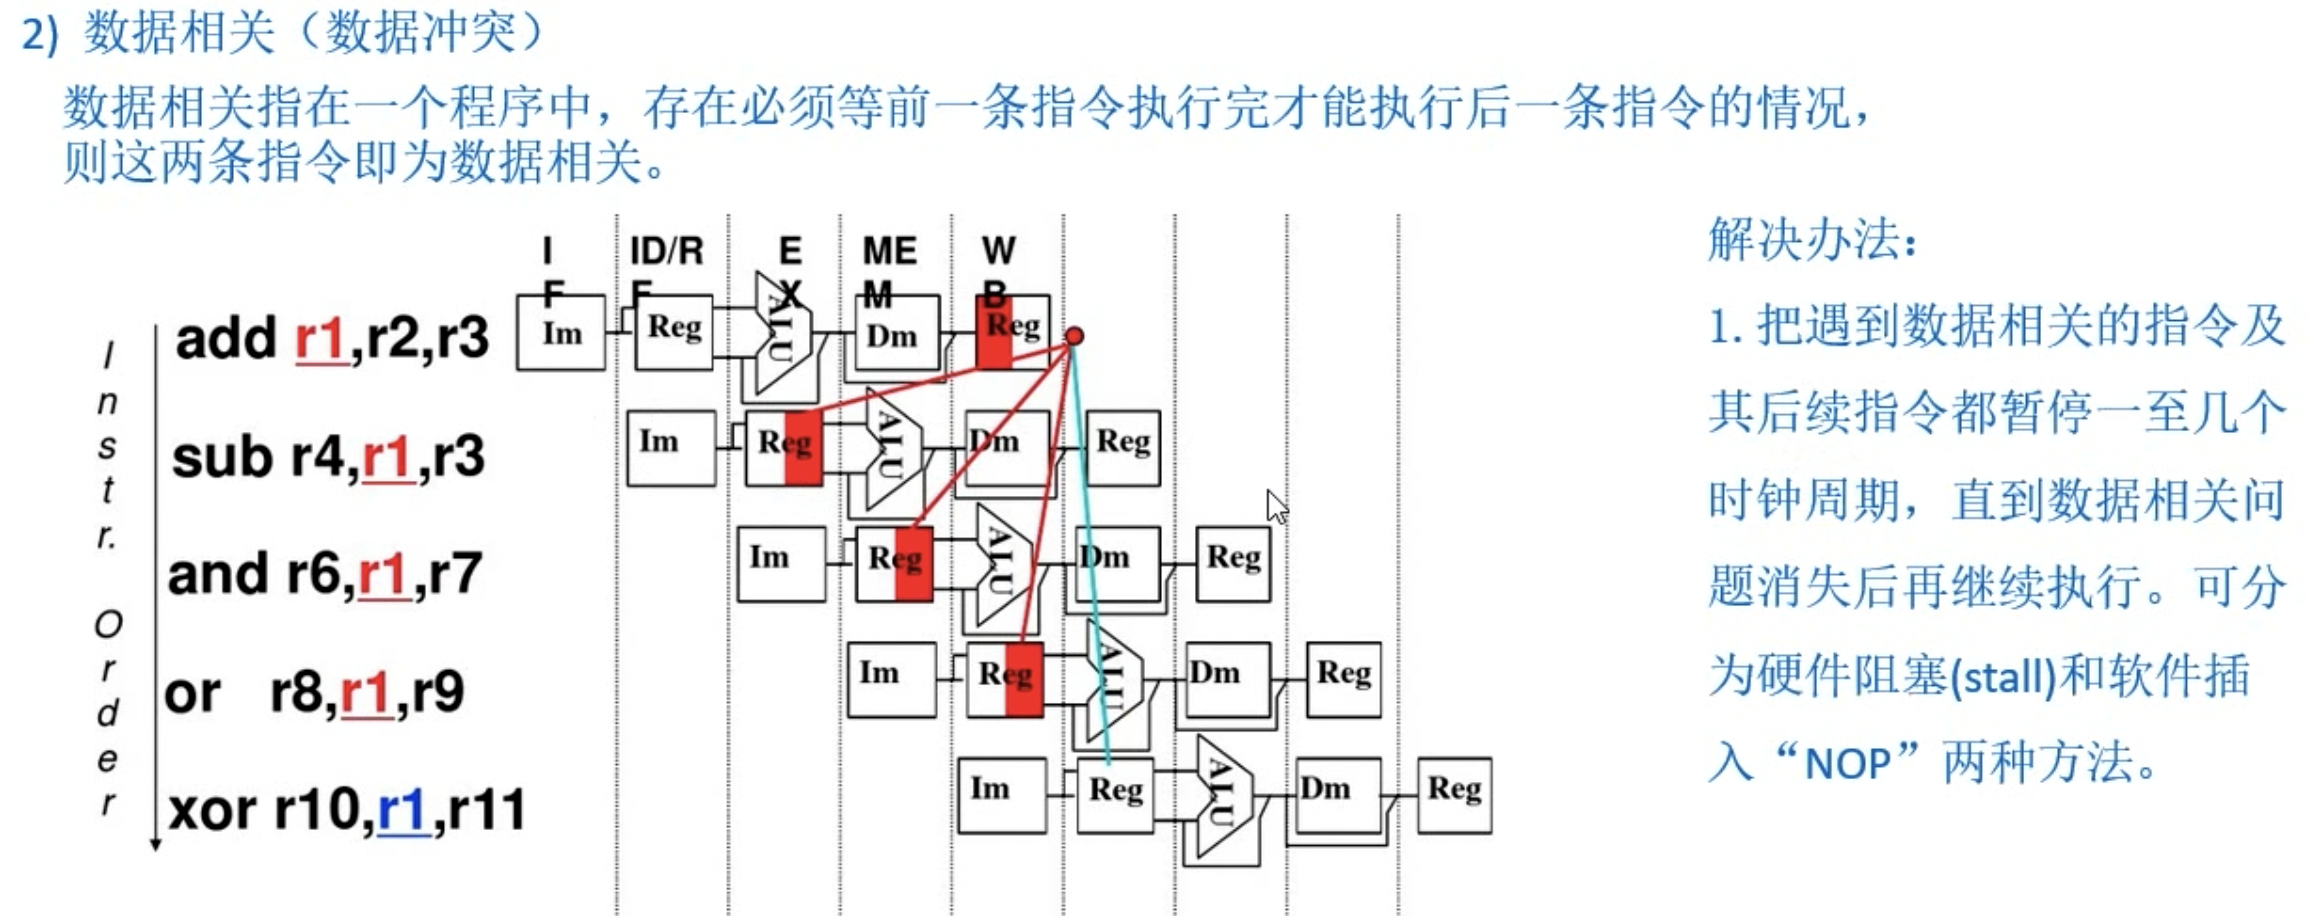 2) 数据相关（数据冲突）
数据相关指在一个程序中，存在必须等前一条指令执行完才能执行后一条指令的情况，
则这两条指令即为数据相关。
I
F
ID/R
F
E
X
ME
M
W
B
Instr. Order
add r1,r2,r3
Im
Reg
ALU
Dm
Reg
sub r4,r1,r3
Im
Reg
ALU
Dm
Reg
and r6,r1,r7
Im
Reg
ALU
Dm
Reg
or r8,r1,r9
Im
Reg
ALU
Dm
Reg
xor r10,r1,r11
Im
Reg
ALU
Dm
Reg
解决办法：
1. 把遇到数据相关的指令及
其后续指令都暂停一至几个
时钟周期，直到数据相关问
题消失后再继续执行。可分
为硬件阻塞(stall)和软件插
入“NOP”两种方法。